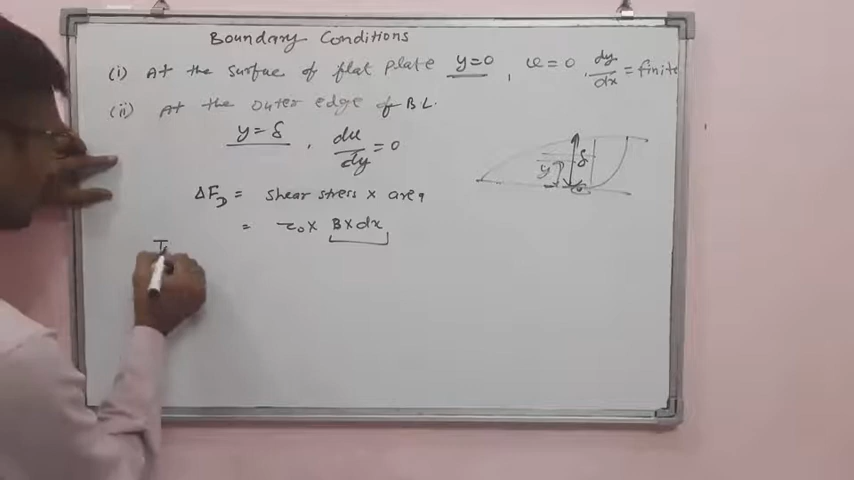 Boundary Conditions
(i) At the surface of flat plate y=0 , u=0 , dy/dx = finite
(ii) At the outer edge of B.L.
y=δ , du/dy = 0
y δ
ΔF_D = shear stress × area
= τ₀ × B×dx
T